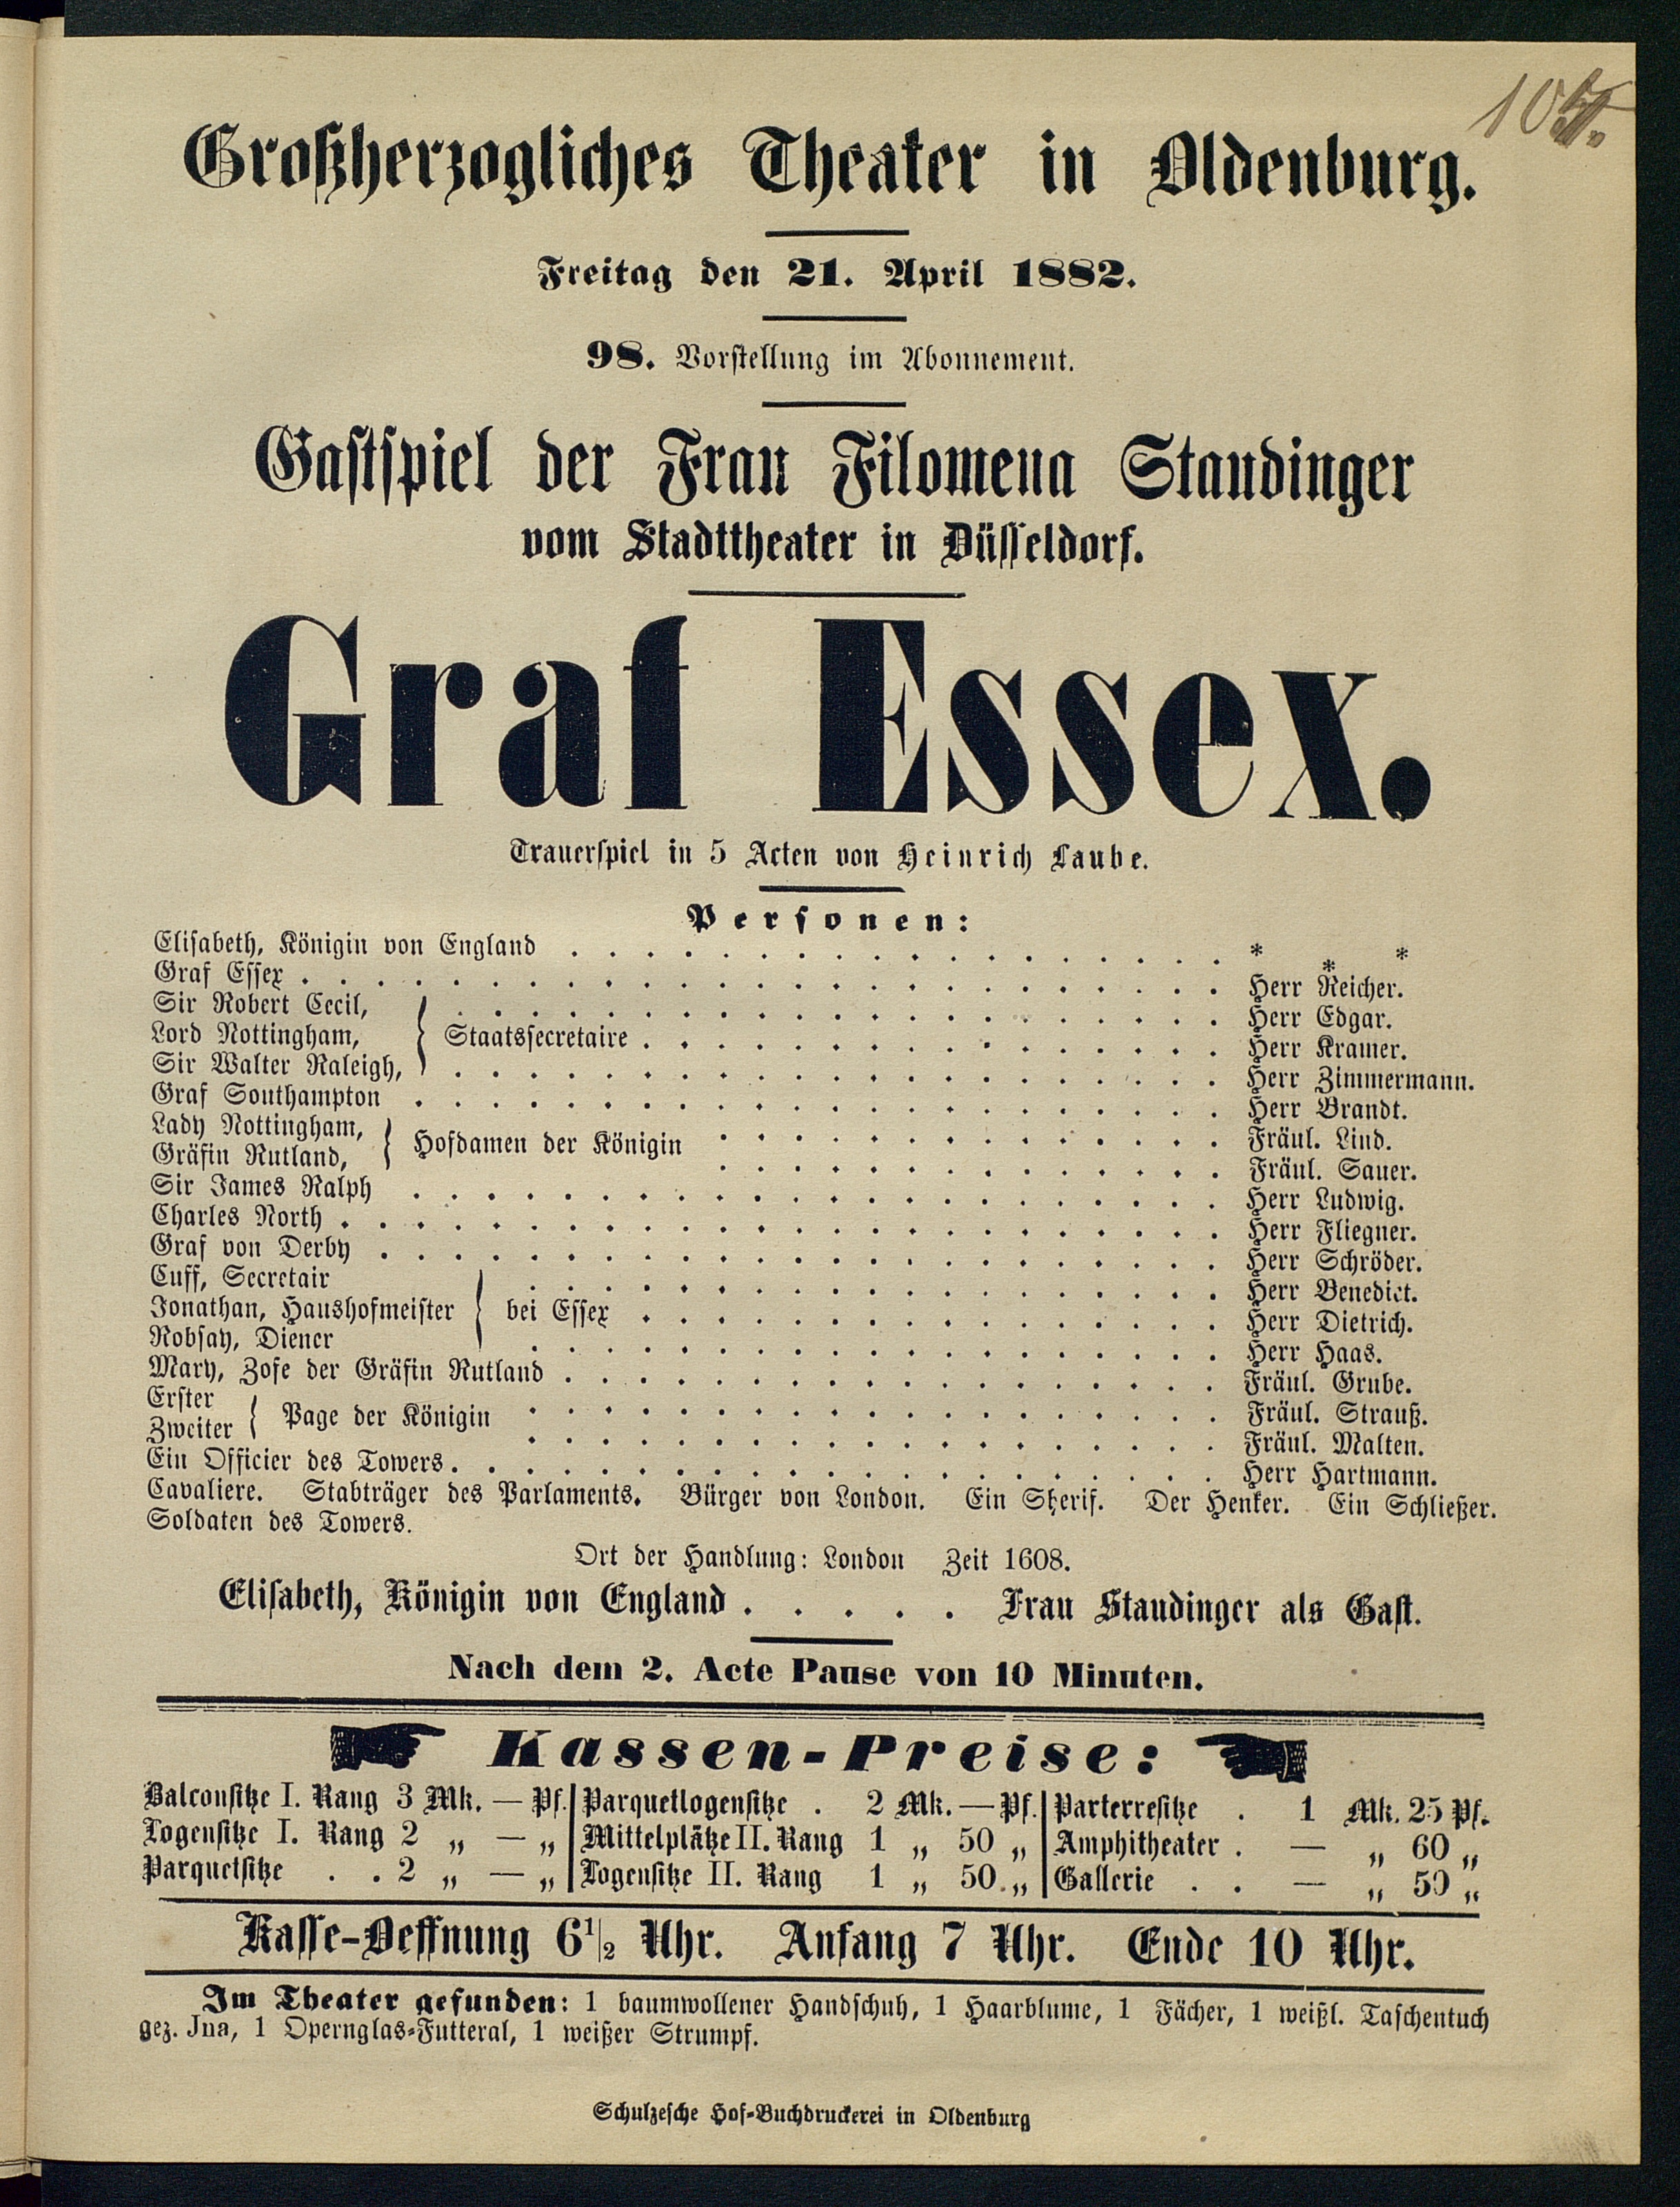 Großherzogliches Theater in Oldenburg.
Freitag den 21. April 1882.
98. Vorstellung im Abonnement.
Gastspiel der Frau Filomena Staudinger
vom Stadttheater in Düsseldorf.
Graf Essex.
Trauerspiel in 5 Acten von Heinrich Laube.
Personen:
Elisabeth, Königin von England . . . . . . . . . . . . . . . . . . * * *
Graf Essex . . . . . . . . . . . . . . . . . . . . . . . . . Herr Reicher.
Sir Robert Cecil, . . . . . . . . . . . . . . . . . . . . . Herr Edgar.
Lord Nottingham, } Staatssecretaire . . . . . . . . . . . . . . . . Herr Kramer.
Sir Walter Raleigh, . . . . . . . . . . . . . . . . . . . . . Herr Zimmermann.
Graf Southampton . . . . . . . . . . . . . . . . . . . . . . Herr Brandt.
Lady Nottingham, } Hofdamen der Königin . . . . . . . . . . . . . . Fräul. Lind.
Gräfin Rutland, . . . . . . . . . . . . . . Fräul. Sauer.
Sir James Ralph . . . . . . . . . . . . . . . . . . . . . . Herr Ludwig.
Charles North . . . . . . . . . . . . . . . . . . . . . . . . Herr Fliegner.
Graf von Derby . . . . . . . . . . . . . . . . . . . . . . . Herr Schröder.
Cuff, Secretair . . . . . . . . . . . . . . . . . . . Herr Benedict.
Jonathan, Haushofmeister } bei Essex . . . . . . . . . . . . . . . . Herr Dietrich.
Robsay, Diener . . . . . . . . . . . . . . . . . . . Herr Haas.
Mary, Zofe der Gräfin Rutland . . . . . . . . . . . . . . . . . . Fräul. Grube.
Erster { Page der Königin . . . . . . . . . . . . . . . . . . . Fräul. Strauß.
Zweiter . . . . . . . . . . . . . . . . . . . Fräul. Malten.
Ein Officier des Towers. . . . . . . . . . . . . . . . . . . . . Herr Hartmann.
Cavaliere. Stabträger des Parlaments. Bürger von London. Ein Sherif. Der Henker. Ein Schließer.
Soldaten des Towers.
Ort der Handlung: London Zeit 1608.
Elisabeth, Königin von England . . . . . Frau Staudinger als Gast.
Nach dem 2. Acte Pause von 10 Minuten.
Kassen-Preise:
Balconsitze I. Rang 3 Mk. — Pf. | Parquetlogensitze . 2 Mk. — Pf. | Parterresitze . 1 Mk. 25 Pf.
Logensitze I. Rang 2 „ — „ | Mittelplätze II. Rang 1 „ 50 „ | Amphitheater . — „ 60 „
Parquetsitze . . 2 „ — „ | Logensitze II. Rang 1 „ 50 „ | Gallerie . . — „ 50 „
Kasse-Oeffnung 6½ Uhr. Anfang 7 Uhr. Ende 10 Uhr.
Im Theater gefunden: 1 baumwollener Handschuh, 1 Haarblume, 1 Fächer, 1 weißl. Taschentuch
gez. Jna, 1 Opernglas-Futteral, 1 weißer Strumpf.
Schulzesche Hof-Buchdruckerei in Oldenburg